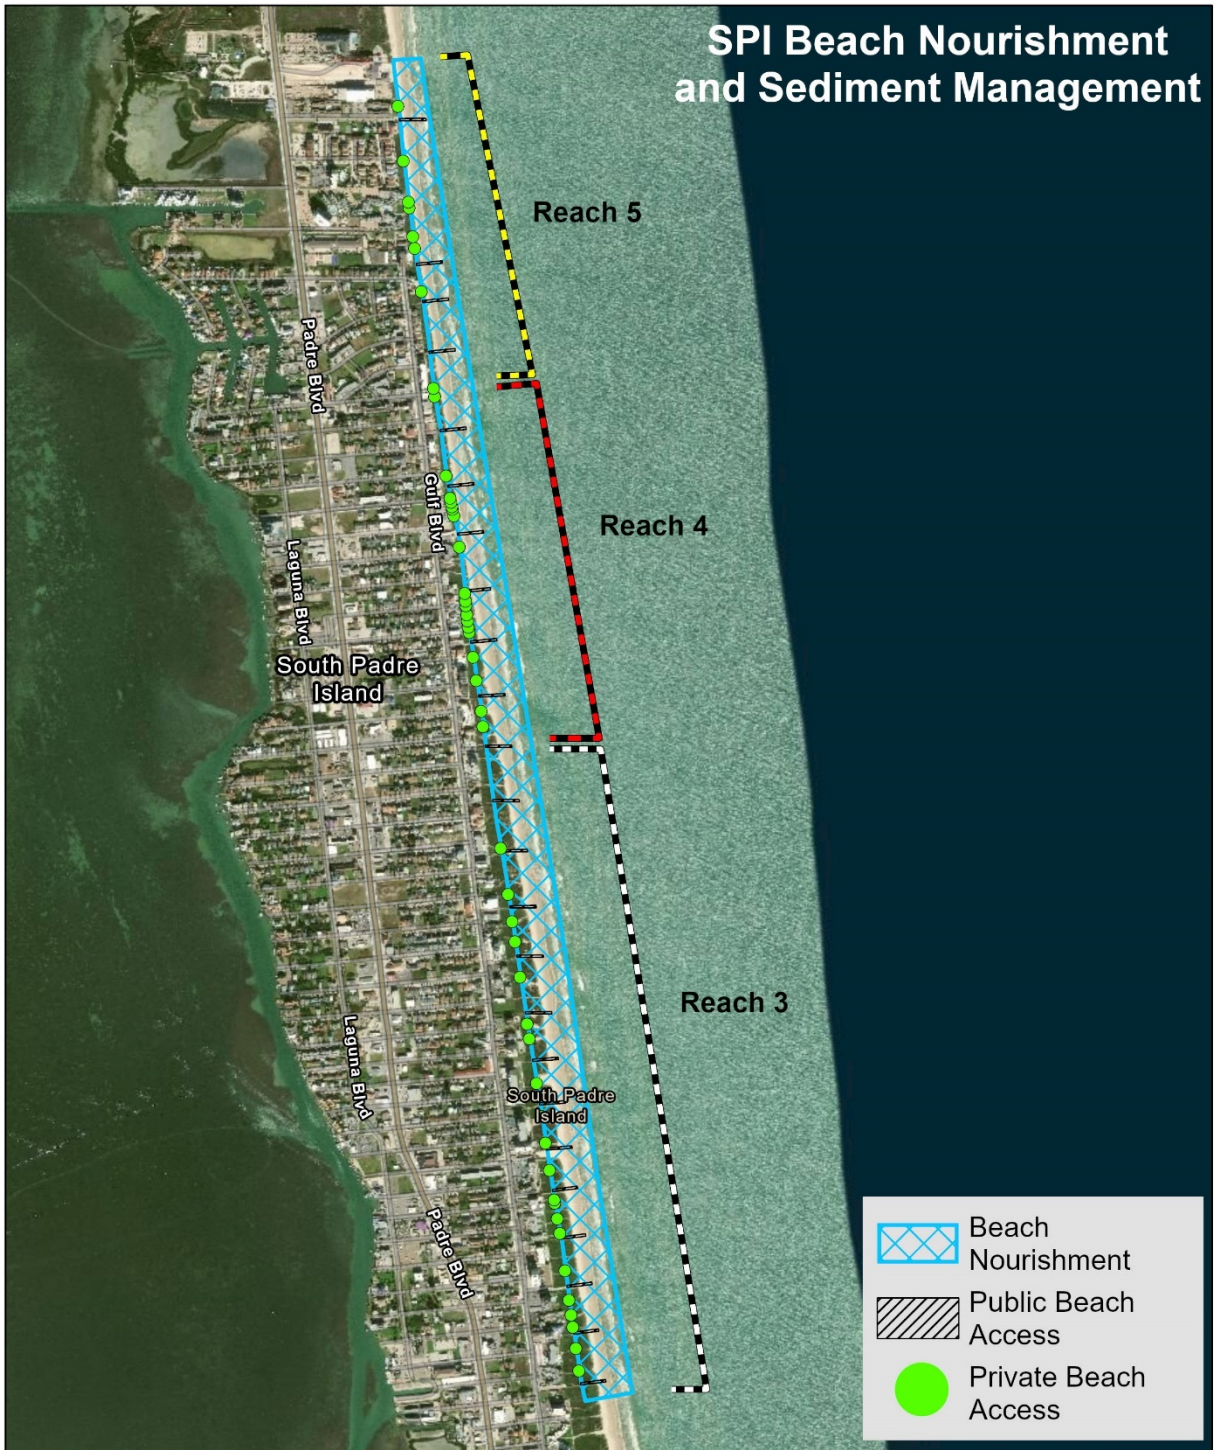 SPI Beach Nourishment
and Sediment Management
Reach 5
Padre Blvd
Gulf Blvd
Reach 4
Laguna Blvd
South Padre
Island
Reach 3
Laguna Blvd
South Padre
Island
Padre Blvd
Beach
Nourishment
Public Beach
Access
Private Beach
Access